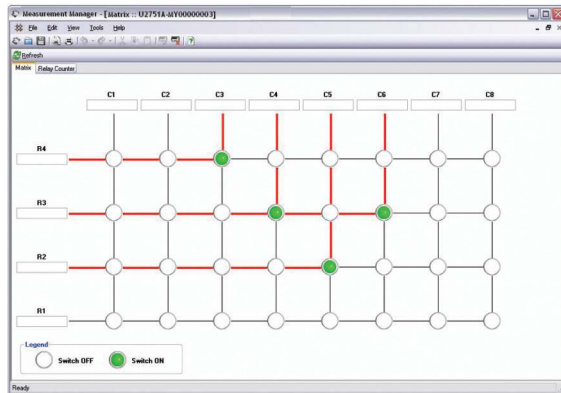 Measurement Manager - [Matrix :: U2751A-MY00000003]
File Edit View Tools Help
Refresh
Matrix Relay Counter
C1 C2 C3 C4 C5 C6 C7 C8
R4
R3
R2
R1
Legend
Switch OFF Switch ON
Ready